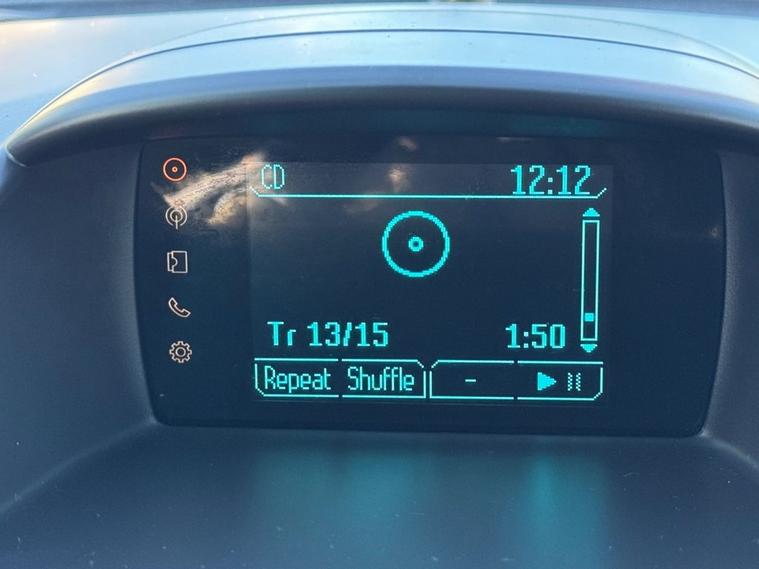 CD 12:12
Tr 13/15 1:50
Repeat Shuffle -